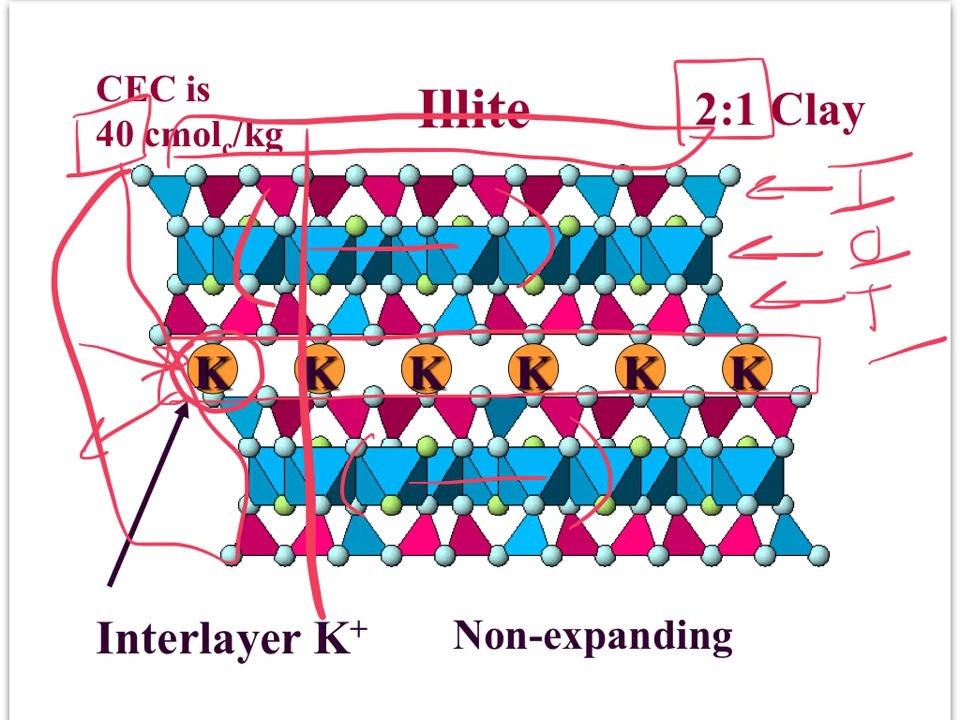 CEC is
40 cmolc/kg
Illite
2:1 Clay
I
O
T
K K K K K K
Interlayer K+
Non-expanding